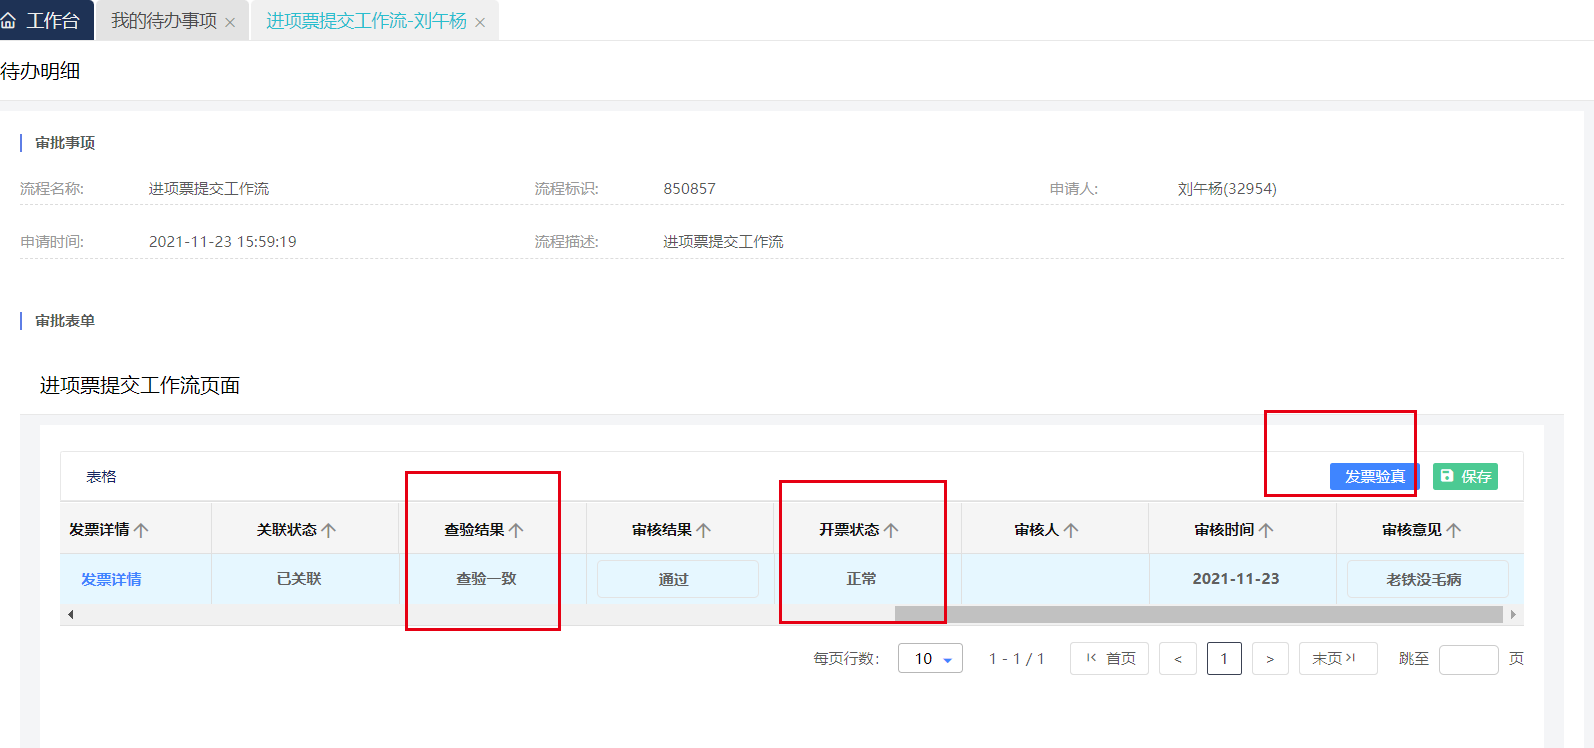 工作台 我的待办事项 × 进项票提交工作流-刘午杨 ×
待办明细
审批事项
流程名称: 进项票提交工作流 流程标识: 850857 申请人: 刘午杨(32954)
申请时间: 2021-11-23 15:59:19 流程描述: 进项票提交工作流
审批表单
进项票提交工作流页面
表格 发票验真 保存
发票详情 关联状态 查验结果 审核结果 开票状态 审核人 审核时间 审核意见
发票详情 已关联 查验一致 通过 正常 2021-11-23 老铁没毛病
每页行数: 10 1 - 1 / 1 首页 < 1 > 末页 跳至 页